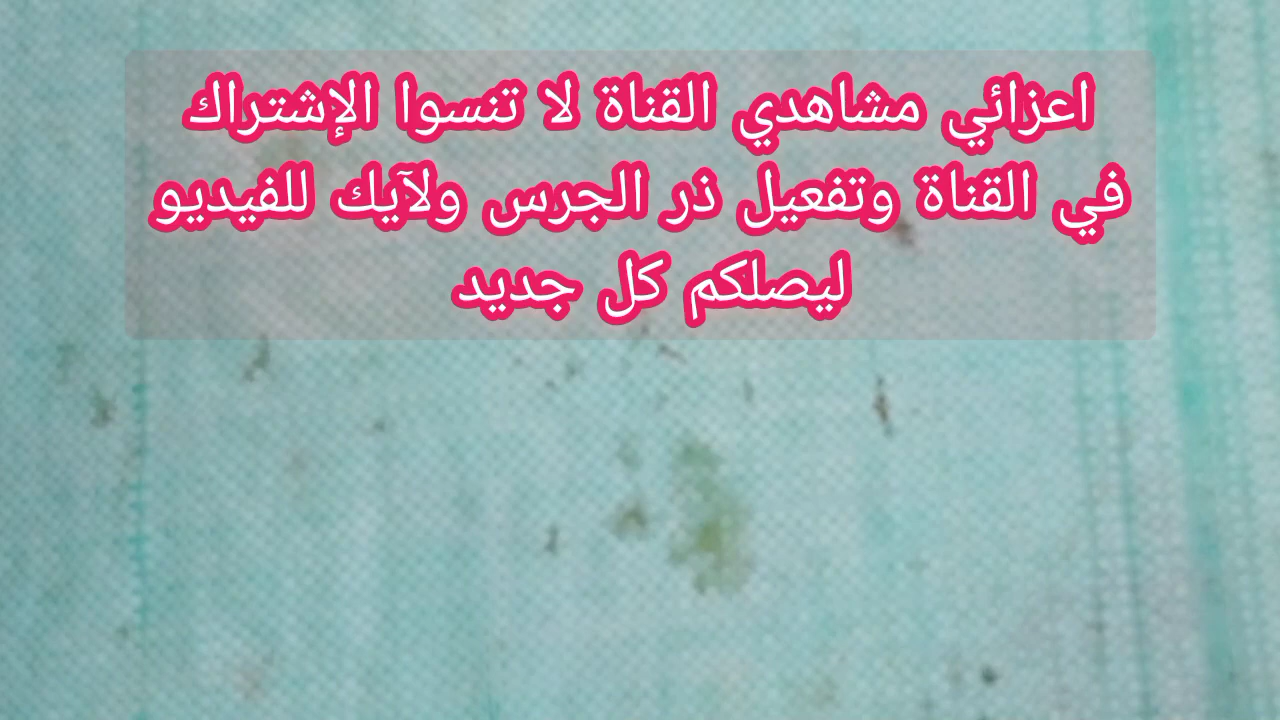 اعزائي مشاهدي القناة لا تنسوا الإشتراك
في القناة وتفعيل ذر الجرس ولآيك للفيديو
ليصلكم كل جديد